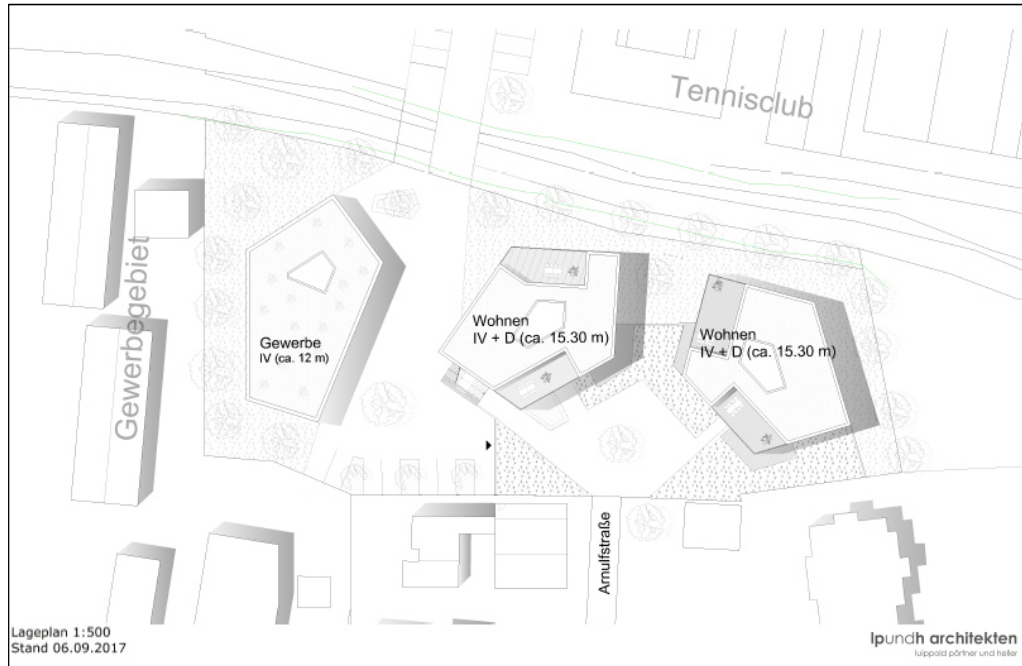 Tennisclub
Gewerbegebiet
Gewerbe
IV (ca. 12 m)
Wohnen
IV + D (ca. 15.30 m)
Wohnen
IV + D (ca. 15.30 m)
Arnulfstraße
Lageplan 1:500
Stand 06.09.2017
lpundh architekten
luippold pörtner und heller